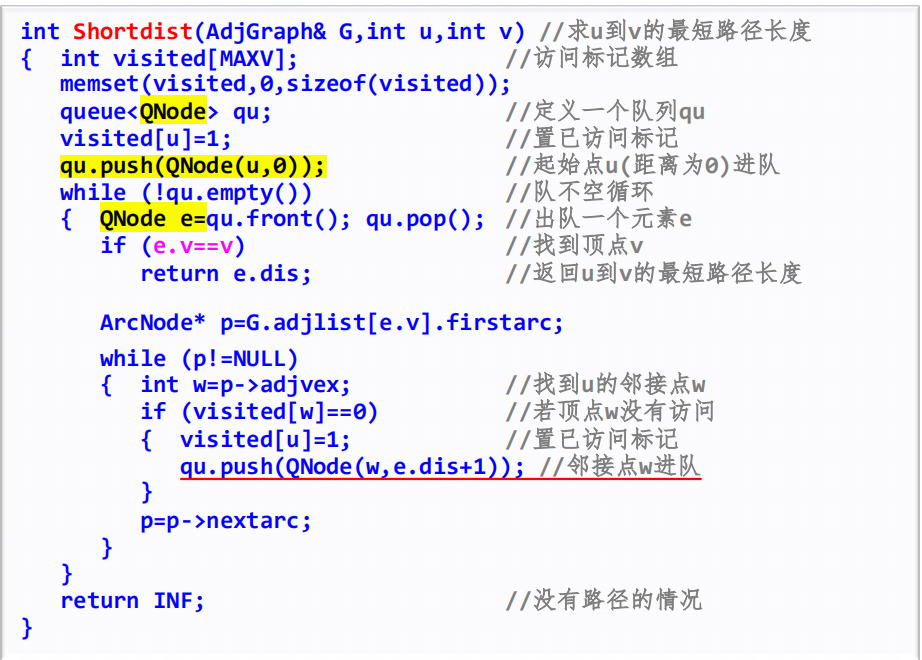 int Shortdist(AdjGraph& G,int u,int v) //求u到v的最短路径长度
{  int visited[MAXV];                //访问标记数组
   memset(visited,0,sizeof(visited));
   queue<QNode> qu;                  //定义一个队列qu
   visited[u]=1;                     //置已访问标记
   qu.push(QNode(u,0));              //起始点u(距离为0)进队
   while (!qu.empty())               //队不空循环
   {  QNode e=qu.front(); qu.pop();  //出队一个元素e
      if (e.v==v)                    //找到顶点v
         return e.dis;               //返回u到v的最短路径长度
      ArcNode* p=G.adjlist[e.v].firstarc;
      while (p!=NULL)
      {  int w=p->adjvex;            //找到u的邻接点w
         if (visited[w]==0)          //若顶点w没有访问
         {  visited[u]=1;            //置已访问标记
            qu.push(QNode(w,e.dis+1)); //邻接点w进队
         }
         p=p->nextarc;
      }
   }
   return INF;                       //没有路径的情况
}